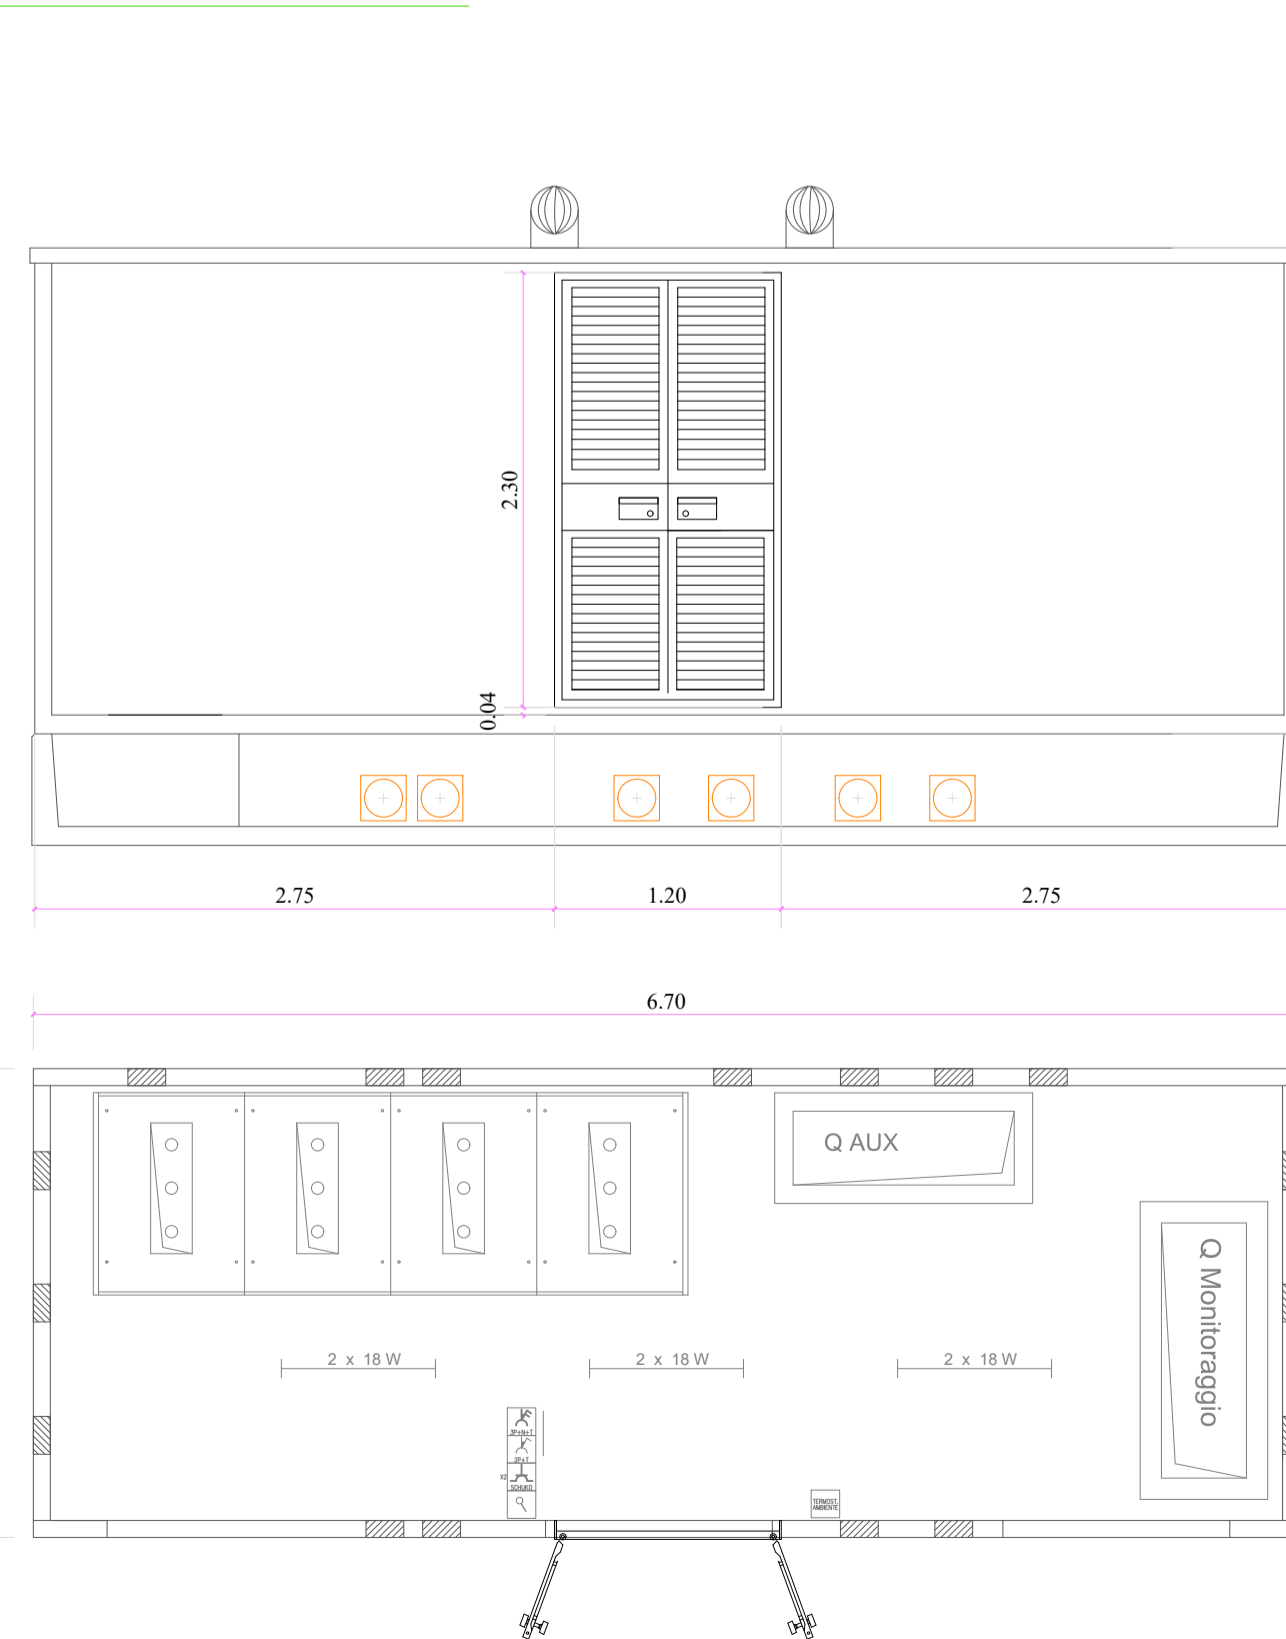 2.30
0.04
2.75
1.20
2.75
6.70
Q AUX
Q Monitoraggio
2 x 18 W
2 x 18 W
2 x 18 W
3P+N+T
2P+T
X2
SCHUKO
TERMOST.
AMBIENTE